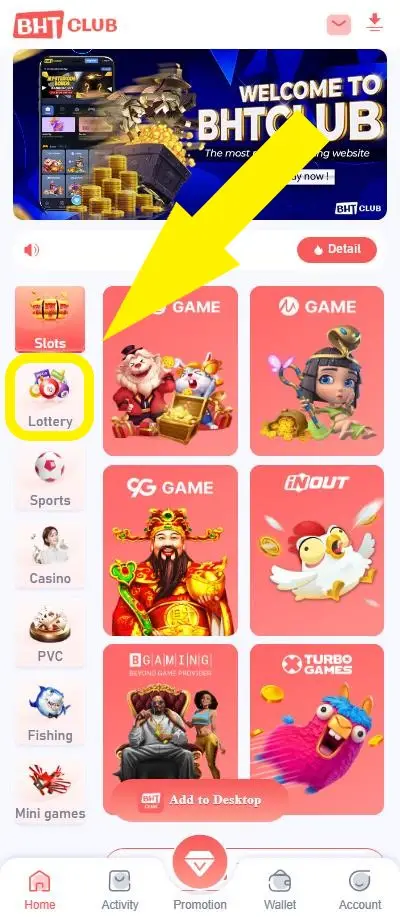 BHT CLUB
WELCOME TO
BHTCLUB
The most
website
now !
BHT CLUB
Detail
Slots
GAME
GAME
Lottery
9G GAME
INOUT
Sports
Casino
PVC
BGAMING
BEYOND GAME PROVIDER
TURBO
GAMES
Fishing
Mini games
BHT
CLUB
Add to Desktop
Home
Activity
Promotion
Wallet
Account